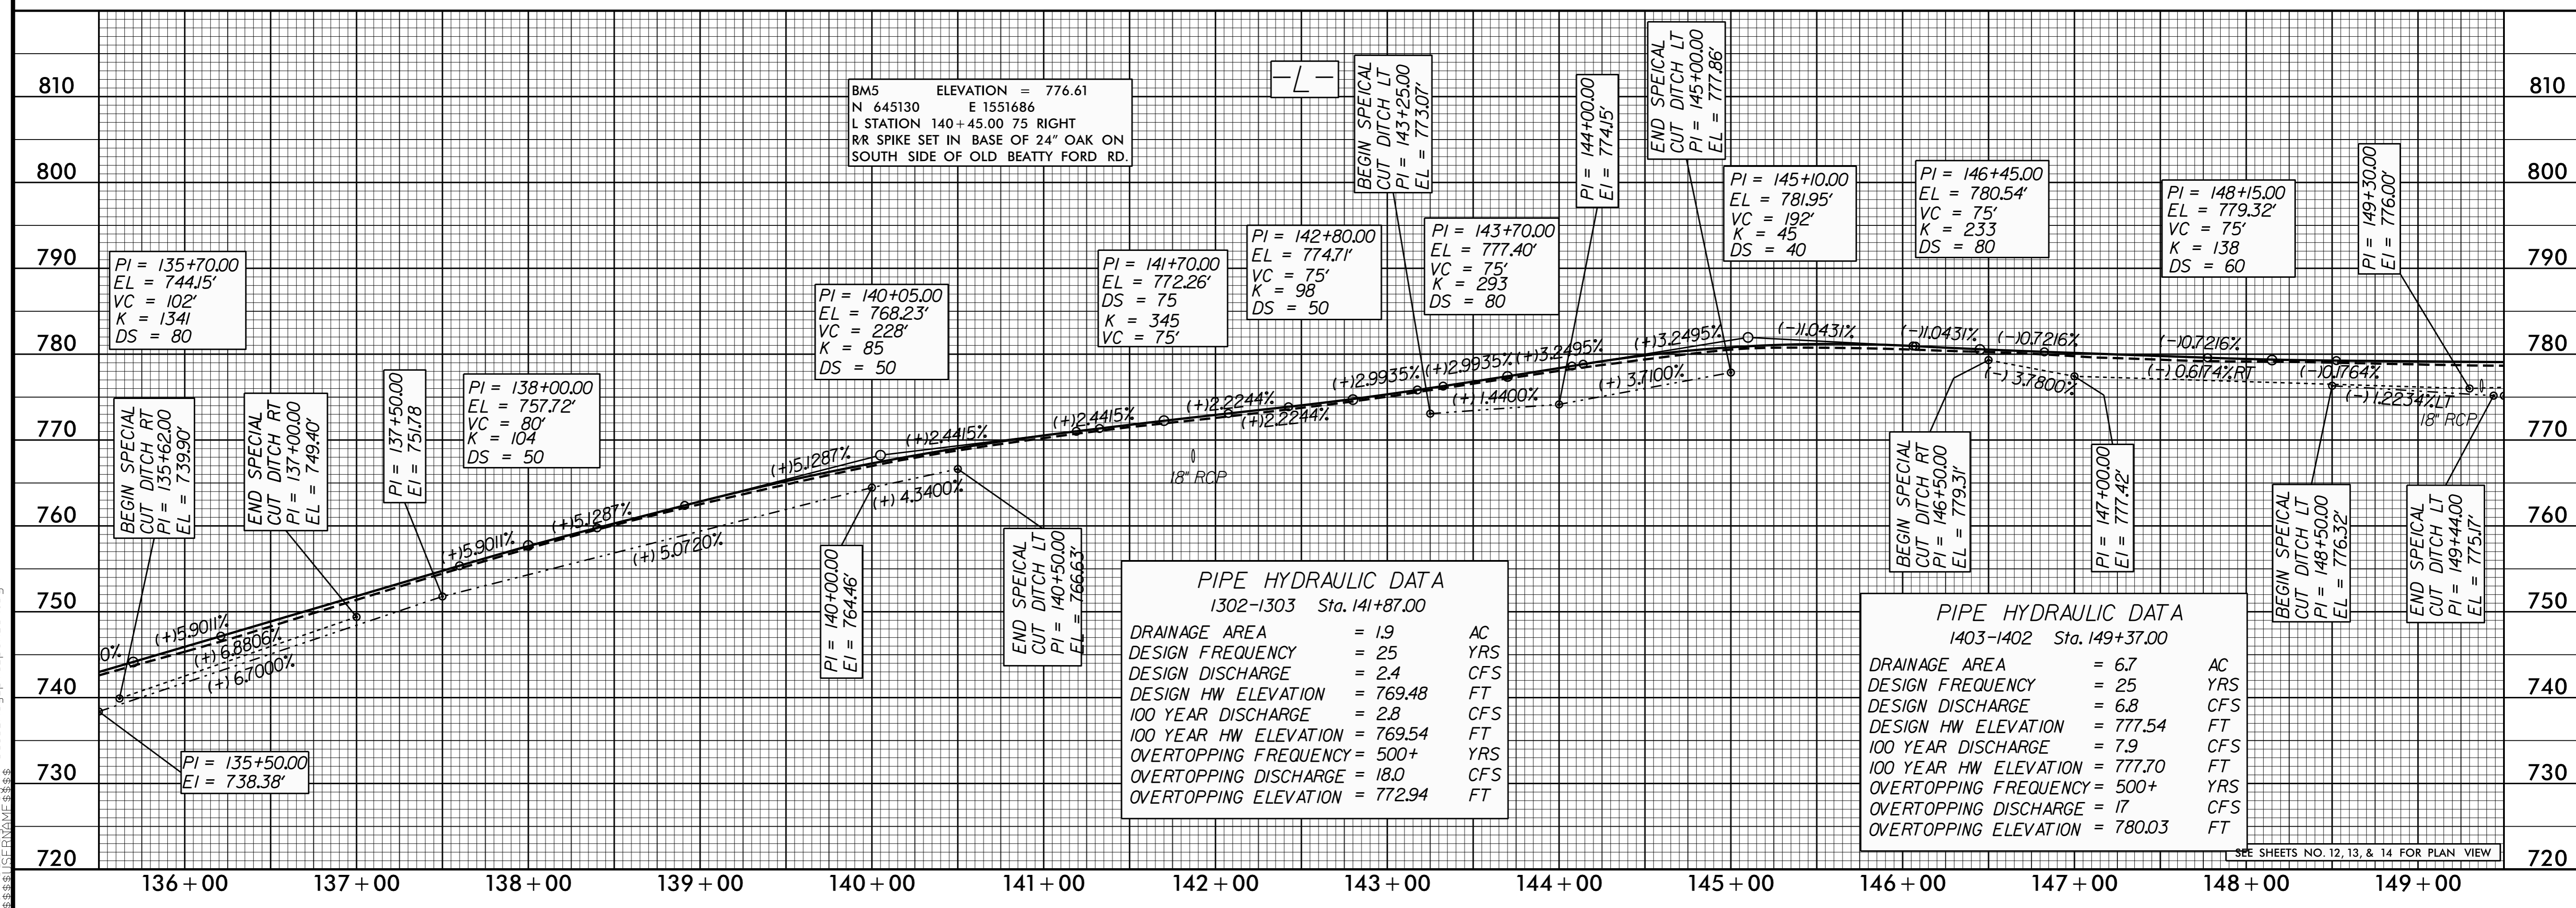 810
800
790
780
770
760
750
740
730
720
810
800
790
780
770
760
750
740
730
720
BM5 ELEVATION = 776.61
N 645130 E 1551686
L STATION 140+45.00 75 RIGHT
R/R SPIKE SET IN BASE OF 24" OAK ON
SOUTH SIDE OF OLD BEATTY FORD RD.
-L-
PI = 135+70.00
EL = 744.15'
VC = 102'
K = 1341
DS = 80
BEGIN SPECIAL
CUT DITCH RT
PI = 135+62.00
EL = 739.90'
END SPECIAL
CUT DITCH RT
PI = 137+00.00
EL = 749.40'
PI = 137+50.00
EI = 751.78
PI = 138+00.00
EL = 757.72'
VC = 80'
K = 104
DS = 50
PI = 140+05.00
EL = 768.23'
VC = 228'
K = 85
DS = 50
PI = 141+70.00
EL = 772.26'
DS = 75
K = 345
VC = 75'
PI = 142+80.00
EL = 774.71'
VC = 75'
K = 98
DS = 50
BEGIN SPEICAL
CUT DITCH LT
PI = 143+25.00
EL = 773.07'
PI = 143+70.00
EL = 777.40'
VC = 75'
K = 293
DS = 80
PI = 144+00.00
EI = 774.15'
END SPEICAL
CUT DITCH LT
PI = 145+00.00
EL = 777.86'
PI = 145+10.00
EL = 781.95'
VC = 192'
K = 45
DS = 40
PI = 146+45.00
EL = 780.54'
VC = 75'
K = 233
DS = 80
PI = 148+15.00
EL = 779.32'
VC = 75'
K = 138
DS = 60
PI = 149+30.00
EI = 776.00'
0%
(+)5.9011%
(+) 6.8806%
(+) 6.7000%
(+)5.9011%
(+)5.1287%
(+) 5.0720%
(+)5.1287%
(+)2.4415%
(+) 4.3400%
(+)2.4415%
(+)2.2244%
(+)2.2244%
(+)2.9935%
(+)2.9935%
(+) 1.4400%
(+)3.2495%
(+) 3.7100%
(+)3.2495%
(-)1.0431%
(-)1.0431%
(-)0.7216%
(-) 3.7800%
(-)0.7216%
(-) 0.6174%RT
(-)0.1764%
(-) 1.2234%LT
18" RCP
18" RCP
PI = 135+50.00
EI = 738.38'
PI = 140+00.00
EI = 764.46'
END SPEICAL
CUT DITCH LT
PI = 140+50.00
EL = 766.63'
BEGIN SPECIAL
CUT DITCH RT
PI = 146+50.00
EL = 779.31'
PI = 147+00.00
EI = 777.42'
BEGIN SPEICAL
CUT DITCH LT
PI = 148+50.00
EL = 776.32'
END SPEICAL
CUT DITCH LT
PI = 149+44.00
EL = 775.17'
PIPE HYDRAULIC DATA
1302-1303 Sta. 141+87.00
DRAINAGE AREA = 1.9 AC
DESIGN FREQUENCY = 25 YRS
DESIGN DISCHARGE = 2.4 CFS
DESIGN HW ELEVATION = 769.48 FT
100 YEAR DISCHARGE = 2.8 CFS
100 YEAR HW ELEVATION = 769.54 FT
OVERTOPPING FREQUENCY = 500+ YRS
OVERTOPPING DISCHARGE = 18.0 CFS
OVERTOPPING ELEVATION = 772.94 FT
PIPE HYDRAULIC DATA
1403-1402 Sta. 149+37.00
DRAINAGE AREA = 6.7 AC
DESIGN FREQUENCY = 25 YRS
DESIGN DISCHARGE = 6.8 CFS
DESIGN HW ELEVATION = 777.54 FT
100 YEAR DISCHARGE = 7.9 CFS
100 YEAR HW ELEVATION = 777.70 FT
OVERTOPPING FREQUENCY = 500+ YRS
OVERTOPPING DISCHARGE = 17 CFS
OVERTOPPING ELEVATION = 780.03 FT
SEE SHEETS NO. 12, 13, & 14 FOR PLAN VIEW
136+00 137+00 138+00 139+00 140+00 141+00 142+00 143+00 144+00 145+00 146+00 147+00 148+00 149+00